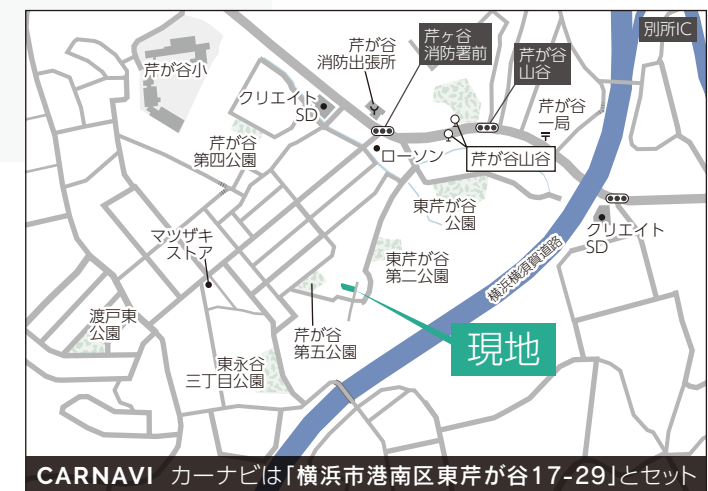 別所IC
芹が谷小
芹が谷
消防出張所
芹ヶ谷
消防署前
芹が谷
山谷
クリエイト
SD
芹が谷
一局
芹が谷
第四公園
ローソン
芹が谷山谷
東芹が谷
公園
クリエイト
SD
マツザキ
ストア
東芹が谷
第二公園
横浜横須賀道路
渡戸東
公園
芹が谷
第五公園
現地
東永谷
三丁目公園
CARNAVI カーナビは「横浜市港南区東芹が谷17-29」とセット